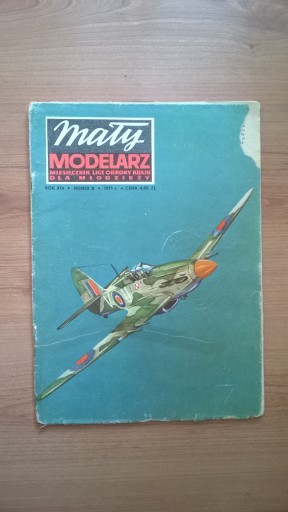 Mały
MODELARZ
MIESIĘCZNIK LIGI OBRONY KRAJU
DLA MŁODZIEŻY